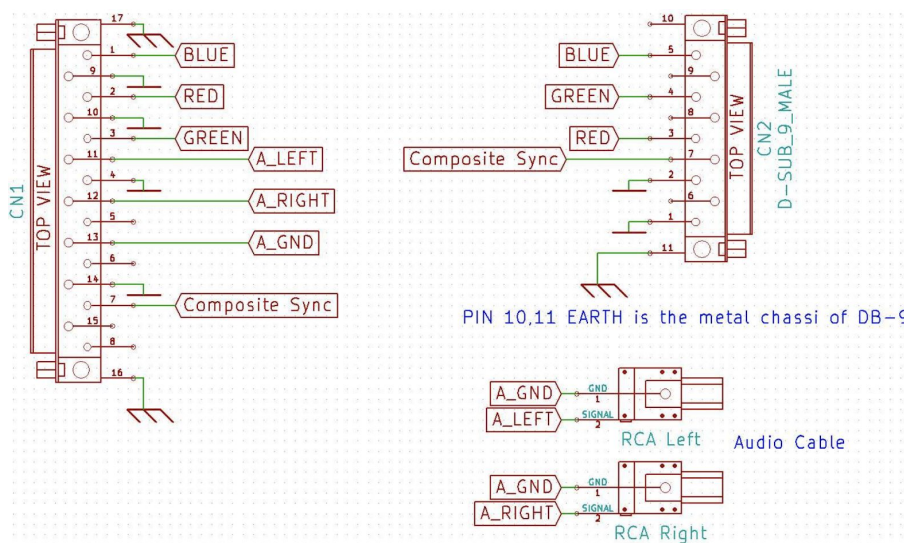 17
1
BLUE
9
2
RED
10
3
GREEN
11
A_LEFT
4
12
A_RIGHT
5
13
A_GND
6
14
7
Composite Sync
15
8
16
CN1
TOP VIEW
10
BLUE
5
9
GREEN
4
8
RED
3
Composite Sync
7
2
6
1
11
TOP VIEW
CN2
D-SUB_9_MALE
PIN 10,11 EARTH is the metal chassi of DB-9
A_GND
GND
1
A_LEFT
SIGNAL
2
RCA Left
Audio Cable
A_GND
GND
1
A_RIGHT
SIGNAL
2
RCA Right